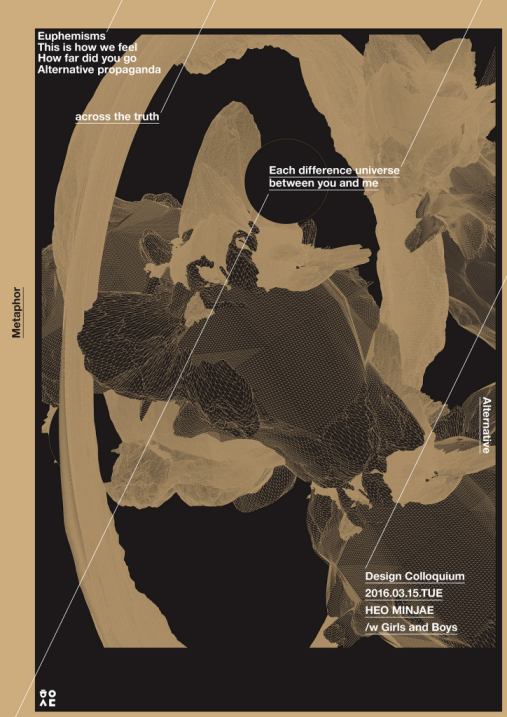 Euphemisms
This is how we feel
How far did you go
Alternative propaganda
across the truth
Each difference universe
between you and me
Metaphor
Alternative
Design Colloquium
2016.03.15.TUE
HEO MINJAE
/w Girls and Boys